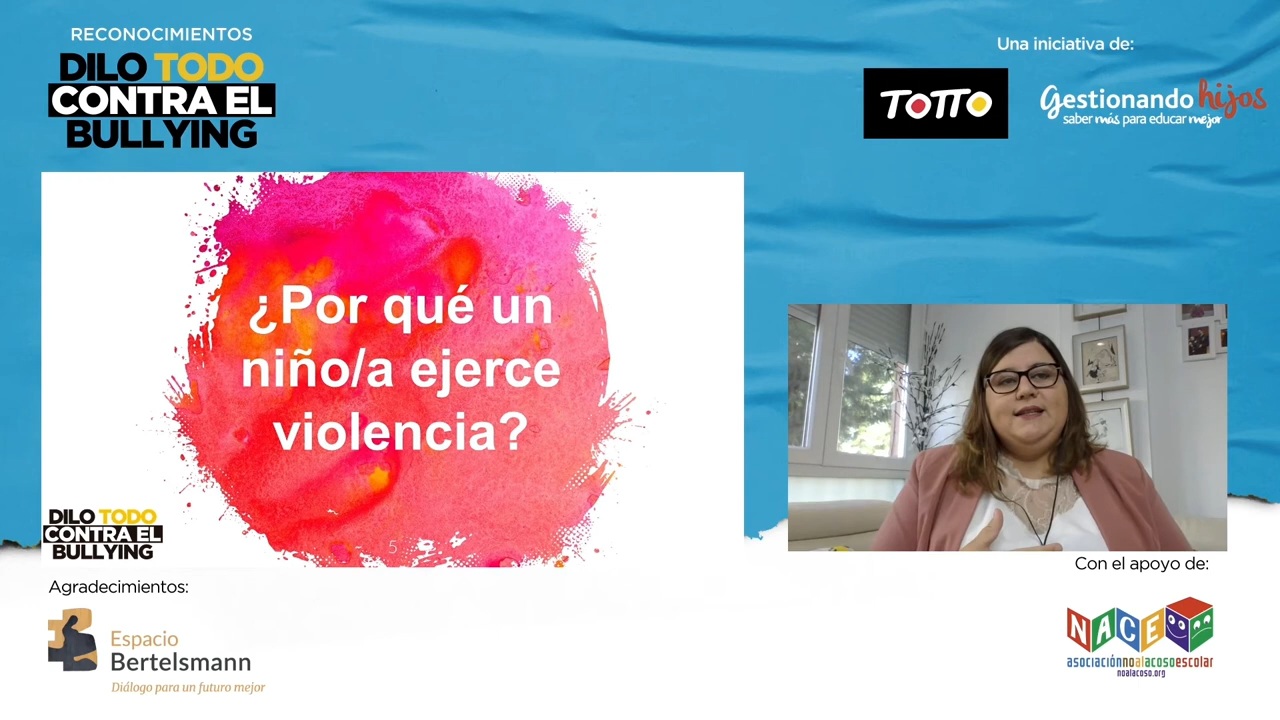 RECONOCIMIENTOS
DILO TODO
CONTRA EL
BULLYING
Una iniciativa de:
TOTTO
Gestionando hijos
saber más para educar mejor
¿Por qué un
niño/a ejerce
violencia?
5
DILO TODO
CONTRA EL
BULLYING
Agradecimientos:
Espacio
Bertelsmann
Diálogo para un futuro mejor
Con el apoyo de:
NACE
asociaciónnoalacosoescolar
noalacoso.org